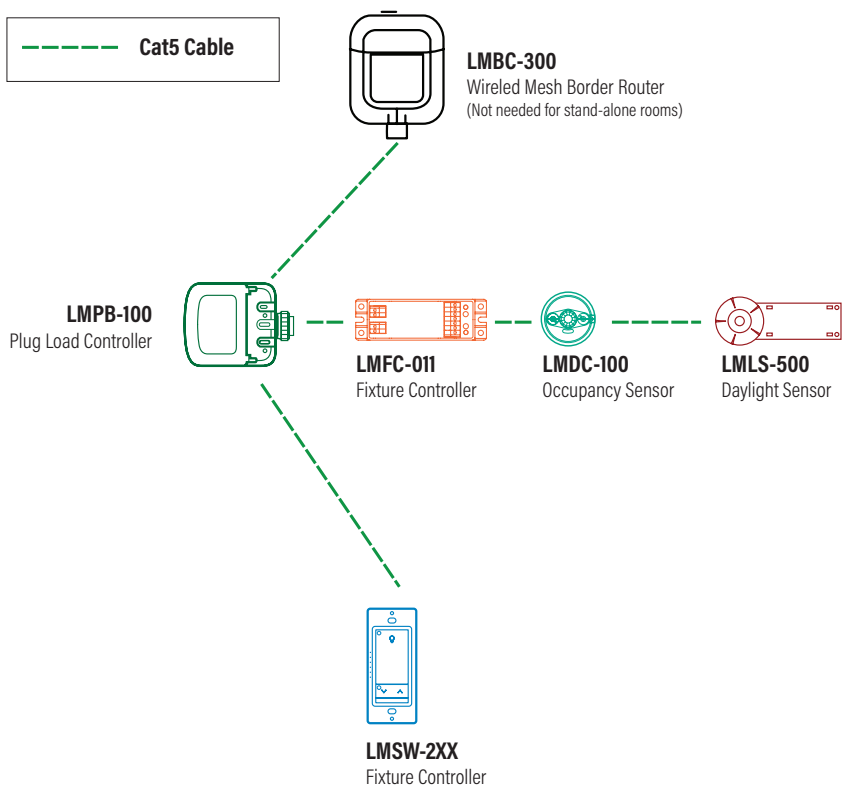 Cat5 Cable
LMBC-300
Wireled Mesh Border Router
(Not needed for stand-alone rooms)
LMPB-100
Plug Load Controller
LMFC-011
Fixture Controller
LMDC-100
Occupancy Sensor
LMLS-500
Daylight Sensor
LMSW-2XX
Fixture Controller